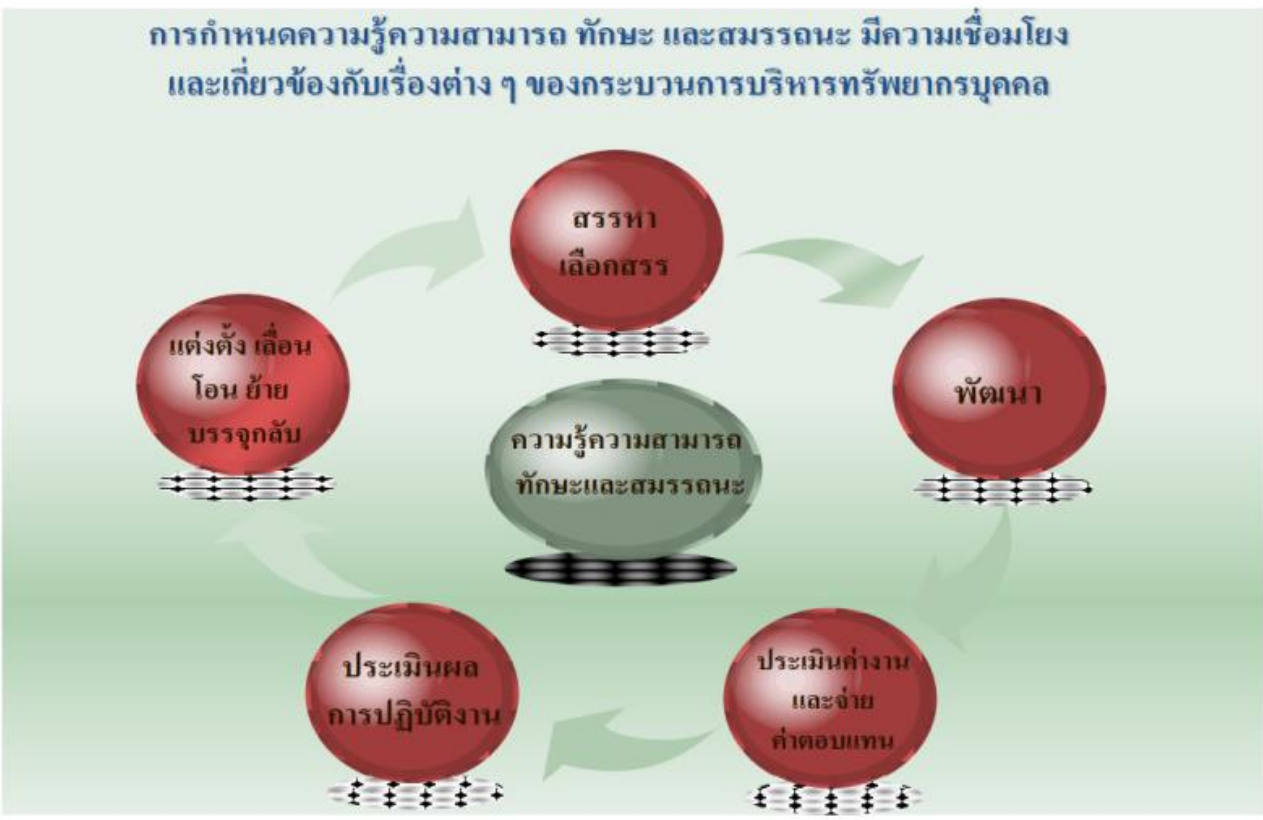 การกำหนดความรู้ความสามารถ ทักษะ และสมรรถนะ มีความเชื่อมโยง
และเกี่ยวข้องกับเรื่องต่าง ๆ ของกระบวนการบริหารทรัพยากรบุคคล
สรรหา
เลือกสรร
พัฒนา
ประเมินค่างาน
และจ่าย
ค่าตอบแทน
ประเมินผล
การปฏิบัติงาน
แต่งตั้ง เลื่อน
โอน ย้าย
บรรจุกลับ
ความรู้ความสามารถ
ทักษะและสมรรถนะ